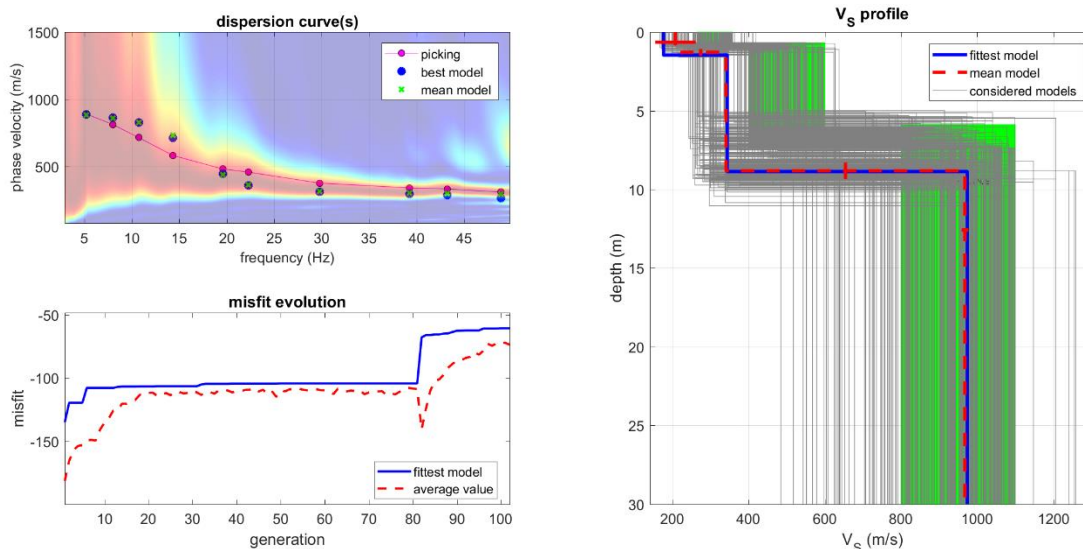 dispersion curve(s)
1500
1000
500
phase velocity (m/s)
picking
best model
mean model
5 10 15 20 25 30 35 40 45
frequency (Hz)
misfit evolution
-50
-100
-150
misfit
fittest model
average value
10 20 30 40 50 60 70 80 90 100
generation
V_S profile
0
5
10
15
20
25
30
depth (m)
fittest model
mean model
considered models
200 400 600 800 1000 1200
V_S (m/s)